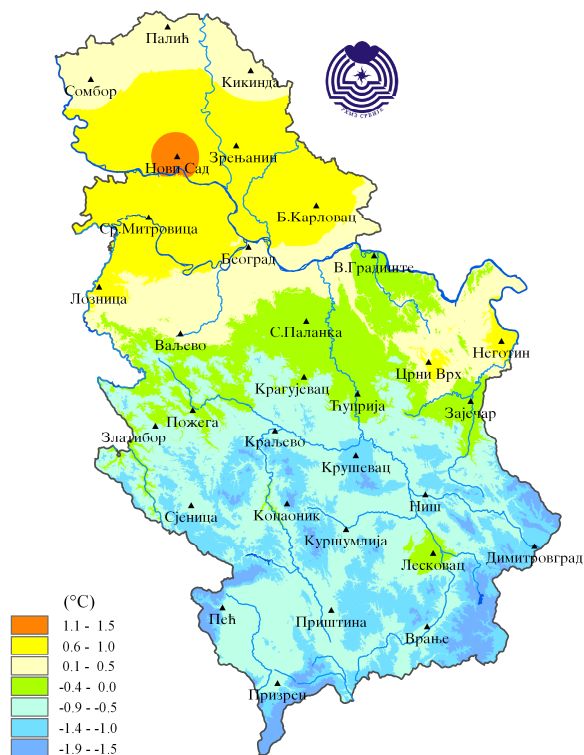 Палић
Кикинда
Сомбор
РХМЗ СРБИЈЕ
Нови Сад
Зрењанин
Б.Карловац
Ср.Митровица
Београд
В.Градиште
Лозница
С.Паланка
Ваљево
Неготин
Црни Врх
Крагујевац
Ћуприја
Зајечар
Пожега
Златибор
Краљево
Крушевац
Сјеница
Копаоник
Ниш
Куршумлија
Димитровград
Лесковац
Пећ
Приштина
Врање
Призрен
(°C)
1.1 - 1.5
0.6 - 1.0
0.1 - 0.5
-0.4 - 0.0
-0.9 - -0.5
-1.4 - -1.0
-1.9 - -1.5